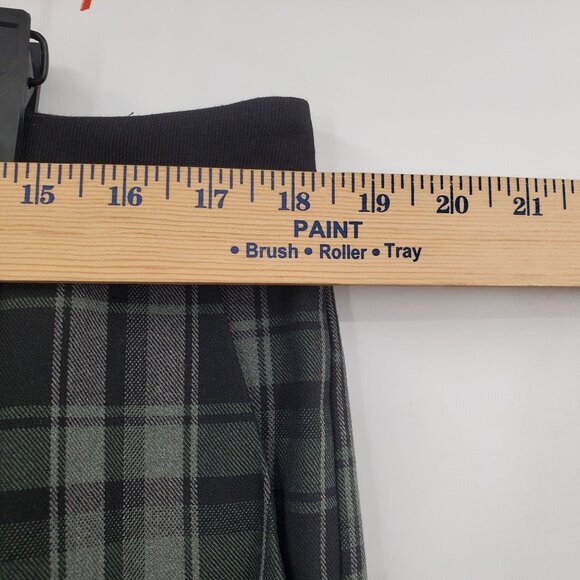 15 16 17 18 19 20 21
PAINT
• Brush • Roller • Tray